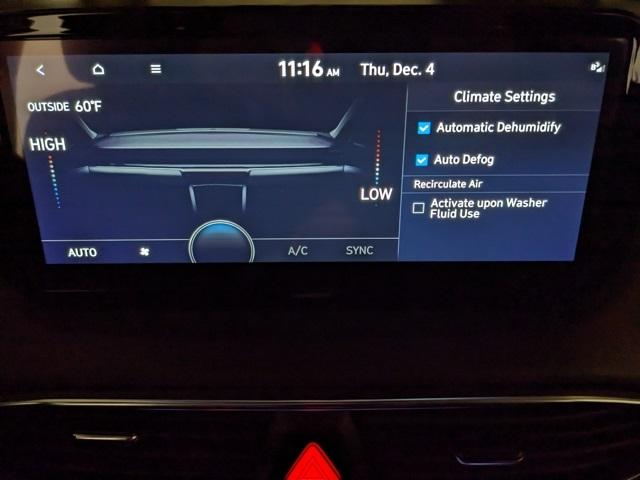 11:16 AM Thu, Dec. 4
OUTSIDE 60°F
HIGH
LOW
AUTO
A/C
SYNC
Climate Settings
Automatic Dehumidify
Auto Defog
Recirculate Air
Activate upon Washer
Fluid Use